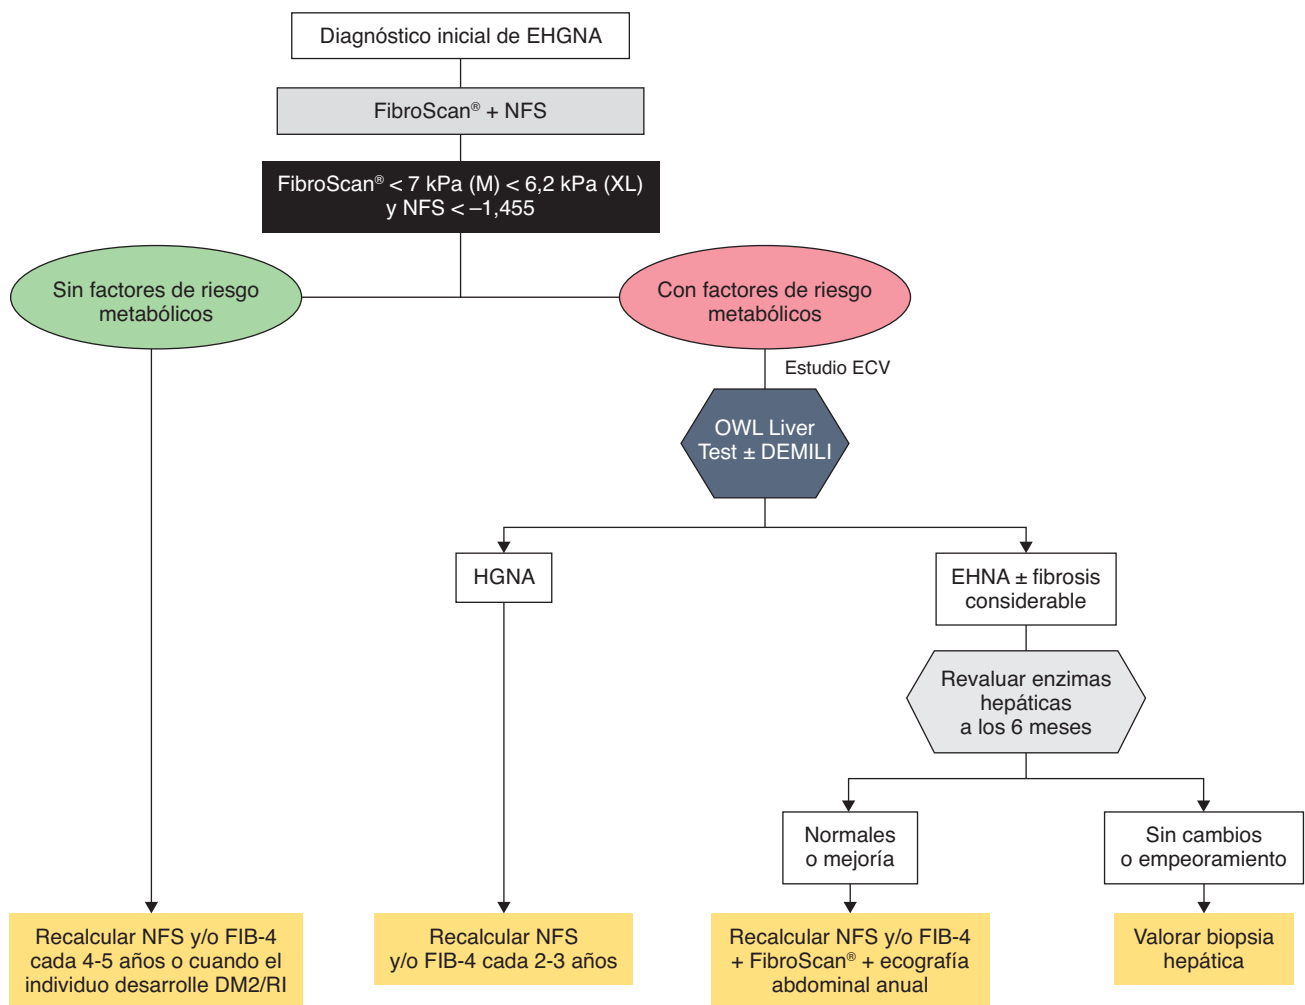 Diagnóstico inicial de EHGNA
FibroScan® + NFS
FibroScan® < 7 kPa (M) < 6,2 kPa (XL)
y NFS < –1,455
Sin factores de riesgo
metabólicos
Con factores de riesgo
metabólicos
Estudio ECV
OWL Liver
Test ± DEMILI
HGNA
EHNA ± fibrosis
considerable
Revaluar enzimas
hepáticas
a los 6 meses
Normales
o mejoría
Sin cambios
o empeoramiento
Recalcular NFS y/o FIB-4
cada 4-5 años o cuando el
individuo desarrolle DM2/RI
Recalcular NFS
y/o FIB-4 cada 2-3 años
Recalcular NFS y/o FIB-4
+ FibroScan® + ecografía
abdominal anual
Valorar biopsia
hepática